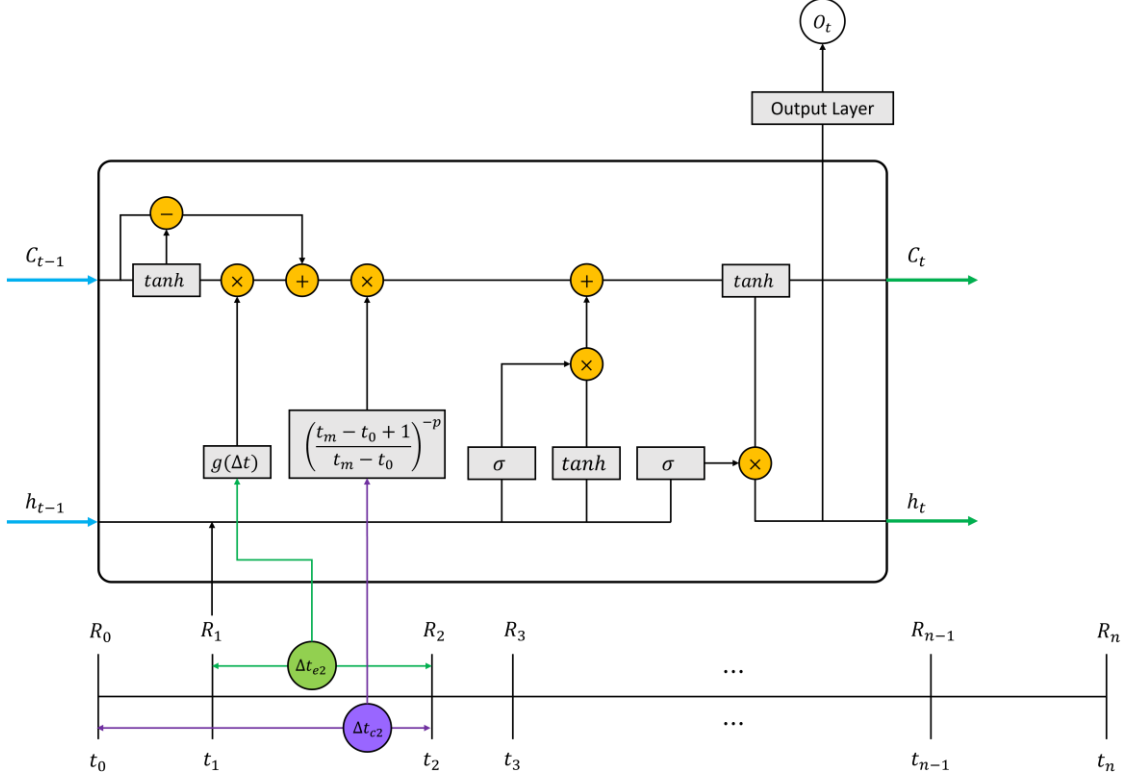 O_t
Output Layer
−
C_{t-1}
tanh
×
+
×
+
tanh
C_t
×
(\frac{t_m - t_0 + 1}{t_m - t_0})^{-p}
g(Δt)
σ
tanh
σ
×
h_{t-1}
h_t
R_0
R_1
R_2
R_3
R_{n-1}
R_n
Δt_{e2}
...
Δt_{c2}
...
t_0
t_1
t_2
t_3
t_{n-1}
t_n